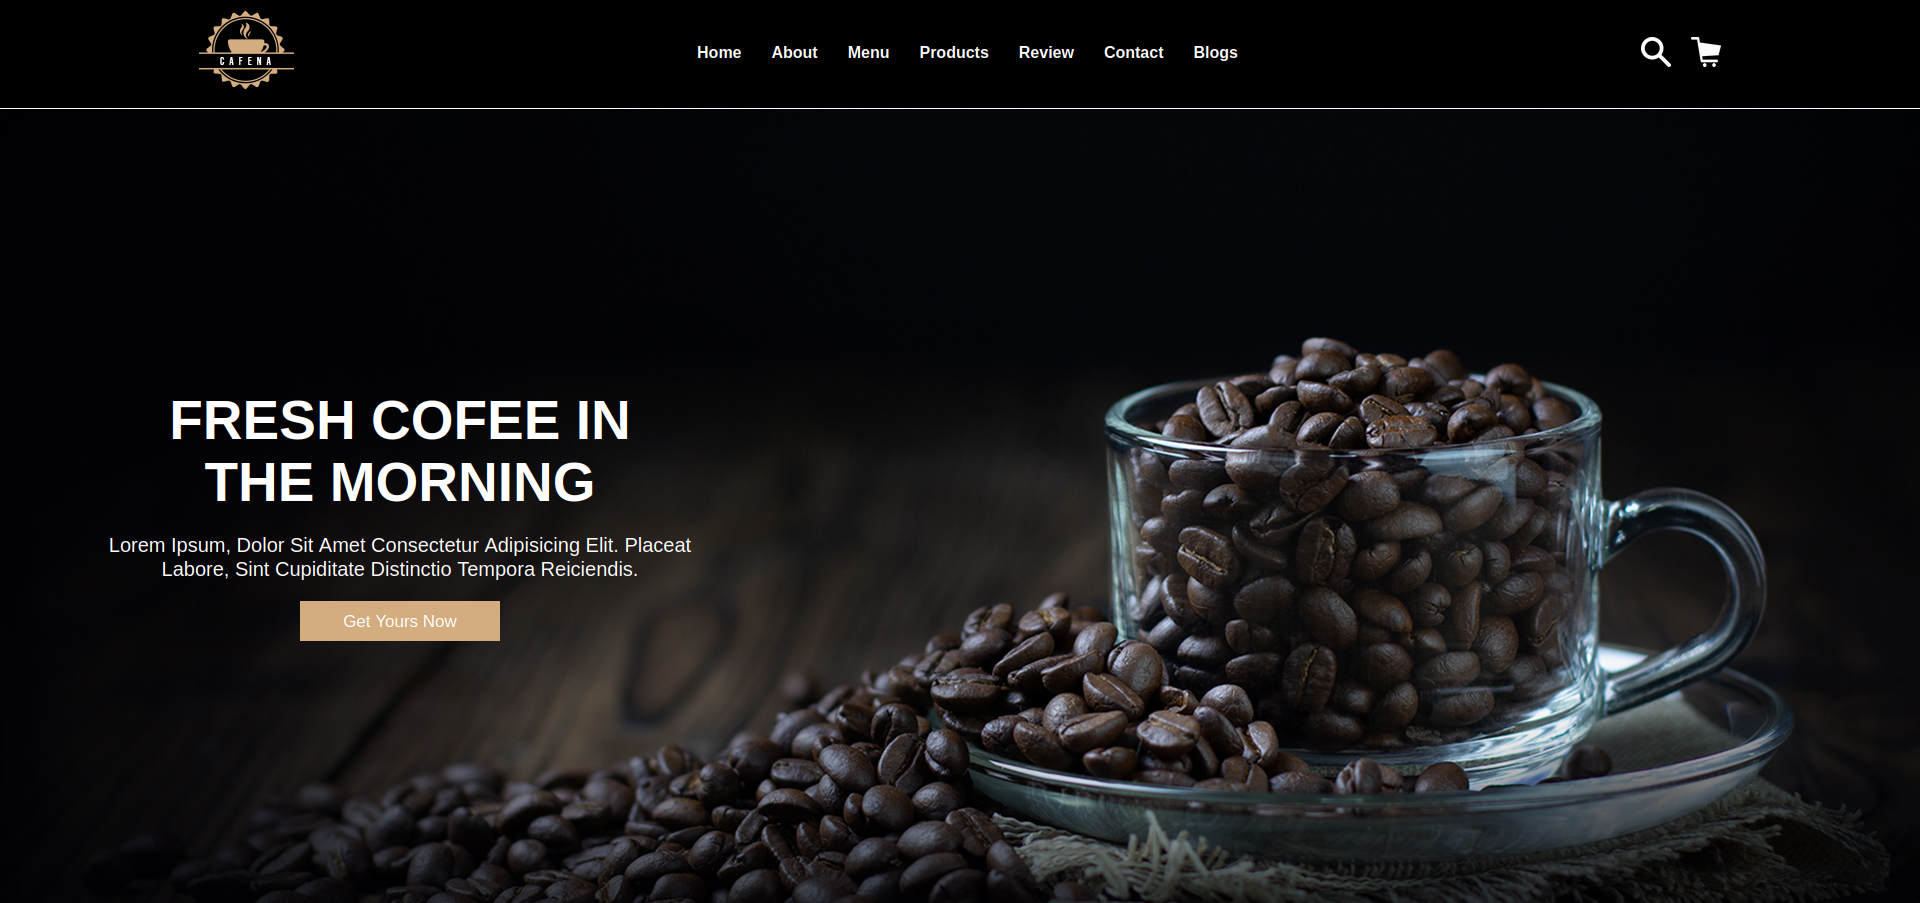 CAFENA
Home About Menu Products Review Contact Blogs
FRESH COFEE IN
THE MORNING
Lorem Ipsum, Dolor Sit Amet Consectetur Adipisicing Elit. Placeat
Labore, Sint Cupiditate Distinctio Tempora Reiciendis.
Get Yours Now